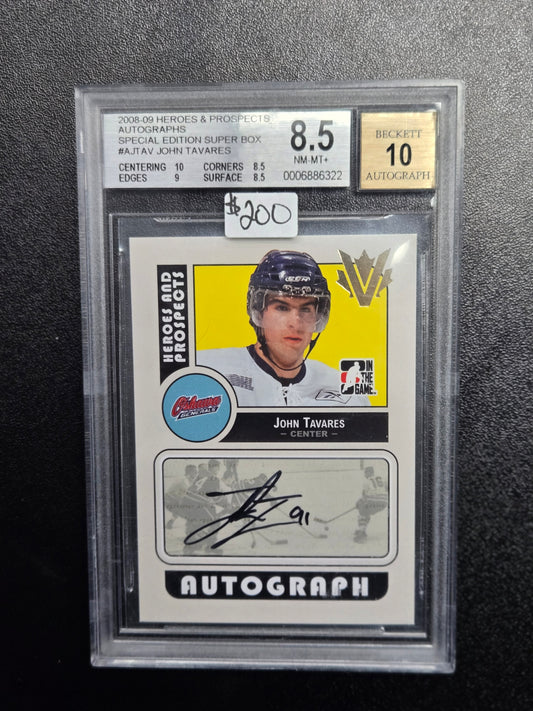 2008-09 HEROES & PROSPECTS
AUTOGRAPHS
SPECIAL EDITION SUPER BOX
#AJTAV JOHN TAVARES
CENTERING 10 CORNERS 8.5
EDGES 9 SURFACE 8.5
8.5
NM-MT+
0006886322
BECKETT
10
AUTOGRAPH
$200
HEROES AND
PROSPECTS
V
CCM
OHL
IN
THE
GAME
Oshawa
GENERALS
JOHN TAVARES
– CENTER –
16
91
AUTOGRAPH